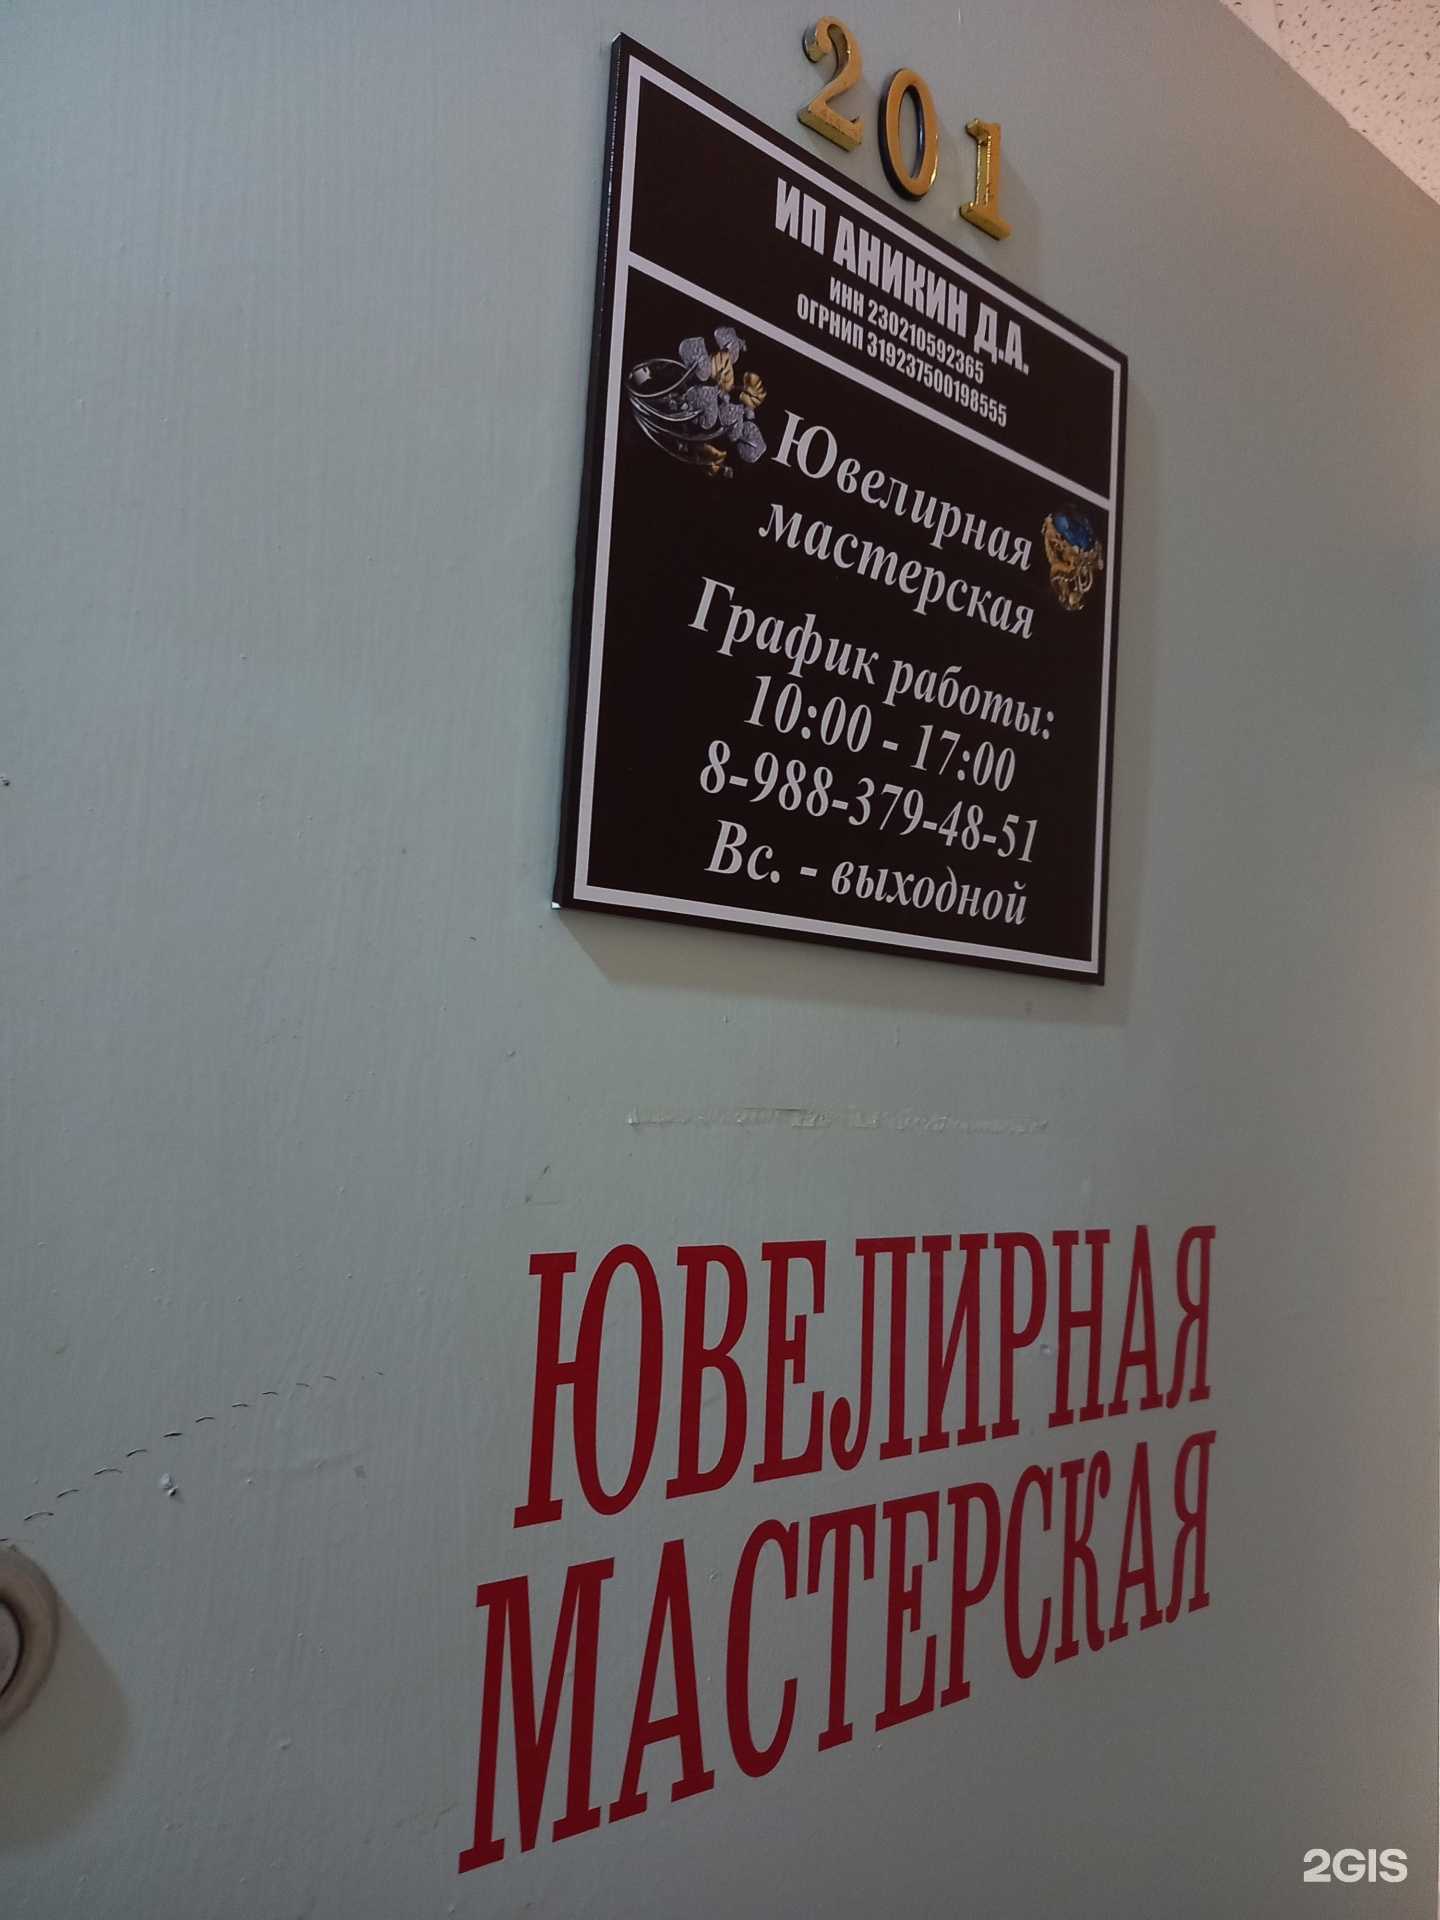 201
ИП АНИКИН Д.А.
ИНН 230210592365
ОГРНИП 319237500198555
Ювелирная
мастерская
График работы:
10:00 - 17:00
8-988-379-48-51
Вс. - выходной
ЮВЕЛИРНАЯ
МАСТЕРСКАЯ
2GIS